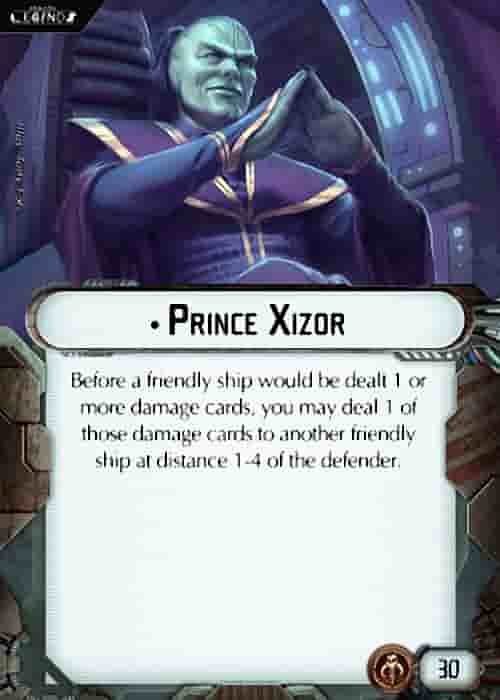 LEGENDS
• PRINCE XIZOR
Before a friendly ship would be dealt 1 or
more damage cards, you may deal 1 of
those damage cards to another friendly
ship at distance 1-4 of the defender.
30